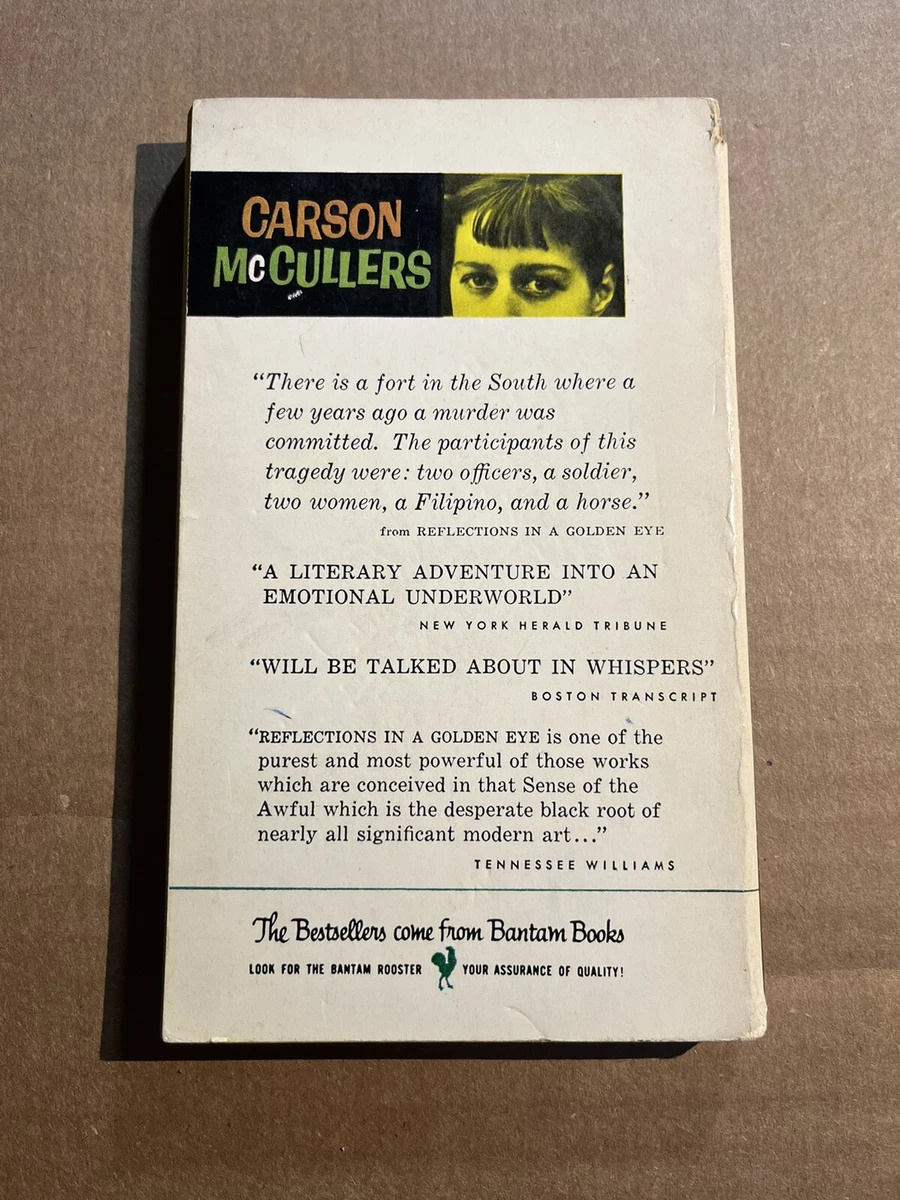 CARSON
McCULLERS
“There is a fort in the South where a
few years ago a murder was
committed. The participants of this
tragedy were: two officers, a soldier,
two women, a Filipino, and a horse.”
from REFLECTIONS IN A GOLDEN EYE
“A LITERARY ADVENTURE INTO AN
EMOTIONAL UNDERWORLD”
NEW YORK HERALD TRIBUNE
“WILL BE TALKED ABOUT IN WHISPERS”
BOSTON TRANSCRIPT
“REFLECTIONS IN A GOLDEN EYE is one of the
purest and most powerful of those works
which are conceived in that Sense of the
Awful which is the desperate black root of
nearly all significant modern art...”
TENNESSEE WILLIAMS
The Bestsellers come from Bantam Books
LOOK FOR THE BANTAM ROOSTER YOUR ASSURANCE OF QUALITY!